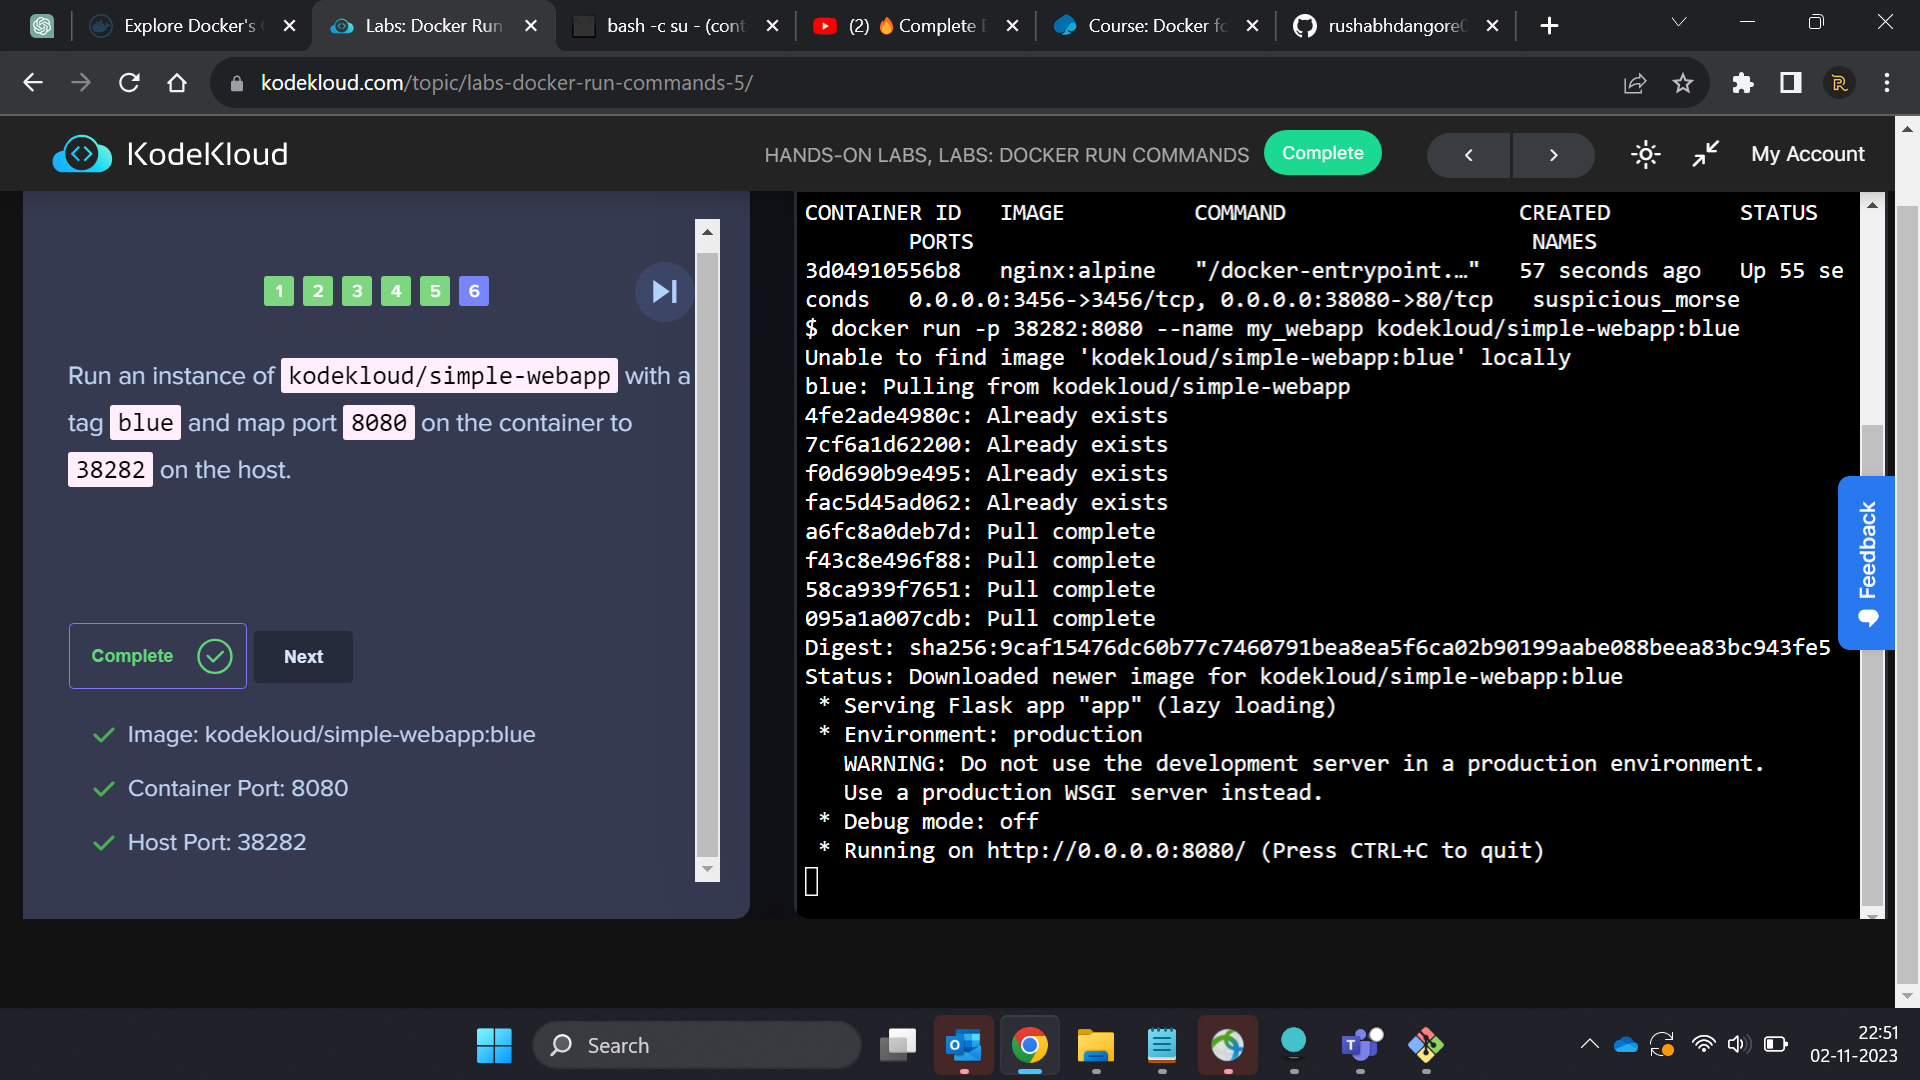 Explore Docker's
Labs: Docker Run
bash -c su - (cont
(2) 🔥 Complete D
Course: Docker fo
rushabhdangore0
kodekloud.com/topic/labs-docker-run-commands-5/
KodeKloud
HANDS-ON LABS, LABS: DOCKER RUN COMMANDS
Complete
My Account
1 2 3 4 5 6
Run an instance of kodekloud/simple-webapp with a
tag blue and map port 8080 on the container to
38282 on the host.
Complete
Next
Image: kodekloud/simple-webapp:blue
Container Port: 8080
Host Port: 38282
CONTAINER ID   IMAGE          COMMAND                  CREATED          STATUS
        PORTS                                           NAMES
3d04910556b8   nginx:alpine   "/docker-entrypoint.…"   57 seconds ago   Up 55 se
conds   0.0.0.0:3456->3456/tcp, 0.0.0.0:38080->80/tcp   suspicious_morse
$ docker run -p 38282:8080 --name my_webapp kodekloud/simple-webapp:blue
Unable to find image 'kodekloud/simple-webapp:blue' locally
blue: Pulling from kodekloud/simple-webapp
4fe2ade4980c: Already exists
7cf6a1d62200: Already exists
f0d690b9e495: Already exists
fac5d45ad062: Already exists
a6fc8a0deb7d: Pull complete
f43c8e496f88: Pull complete
58ca939f7651: Pull complete
095a1a007cdb: Pull complete
Digest: sha256:9caf15476dc60b77c7460791bea8ea5f6ca02b90199aabe088beea83bc943fe5
Status: Downloaded newer image for kodekloud/simple-webapp:blue
 * Serving Flask app "app" (lazy loading)
 * Environment: production
   WARNING: Do not use the development server in a production environment.
   Use a production WSGI server instead.
 * Debug mode: off
 * Running on http://0.0.0.0:8080/ (Press CTRL+C to quit)
Feedback
Search
22:51
02-11-2023